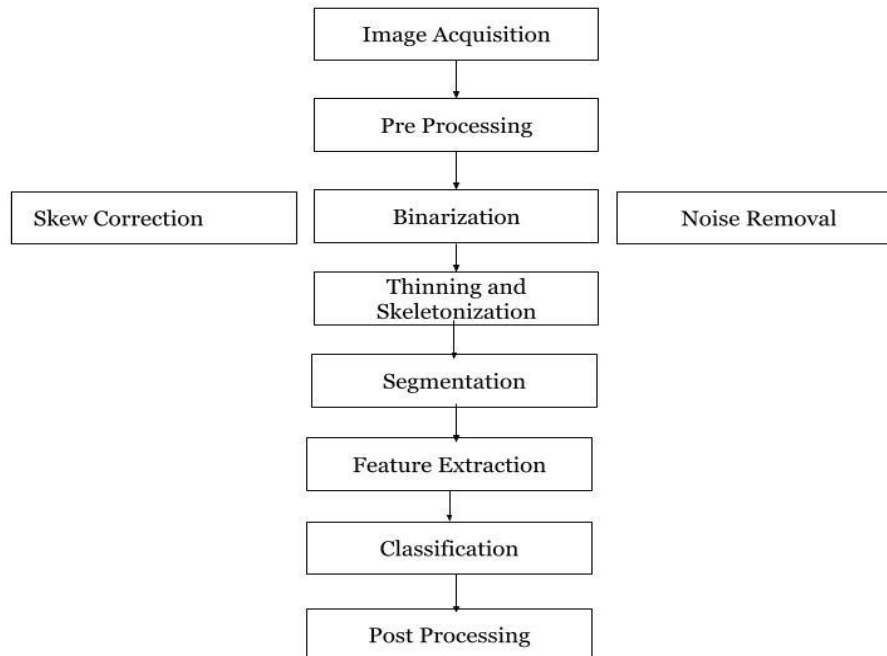 Image Acquisition
Pre Processing
Skew Correction
Binarization
Noise Removal
Thinning and
Skeletonization
Segmentation
Feature Extraction
Classification
Post Processing